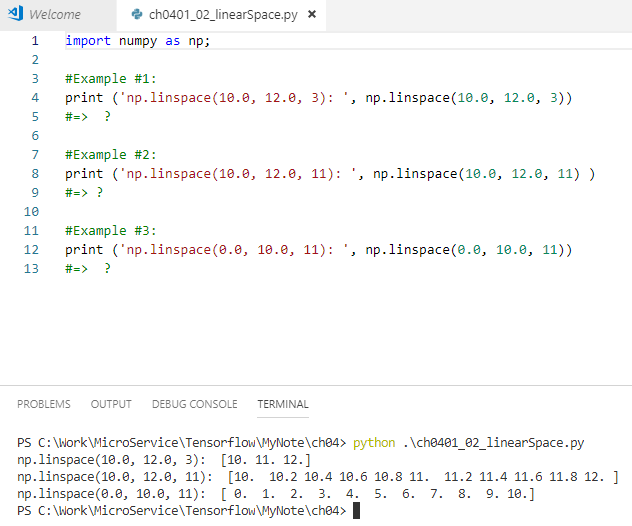 Welcome ch0401_02_linearSpace.py ×
1 import numpy as np;
2
3 #Example #1:
4 print ('np.linspace(10.0, 12.0, 3): ', np.linspace(10.0, 12.0, 3))
5 #=>  ?
6
7 #Example #2:
8 print ('np.linspace(10.0, 12.0, 11): ', np.linspace(10.0, 12.0, 11) )
9 #=> ?
10
11 #Example #3:
12 print ('np.linspace(0.0, 10.0, 11): ', np.linspace(0.0, 10.0, 11))
13 #=>  ?
PROBLEMS OUTPUT DEBUG CONSOLE TERMINAL
PS C:\Work\MicroService\Tensorflow\MyNote\ch04> python .\ch0401_02_linearSpace.py
np.linspace(10.0, 12.0, 3):  [10. 11. 12.]
np.linspace(10.0, 12.0, 11):  [10.  10.2 10.4 10.6 10.8 11.  11.2 11.4 11.6 11.8 12. ]
np.linspace(0.0, 10.0, 11):  [ 0.  1.  2.  3.  4.  5.  6.  7.  8.  9. 10.]
PS C:\Work\MicroService\Tensorflow\MyNote\ch04>